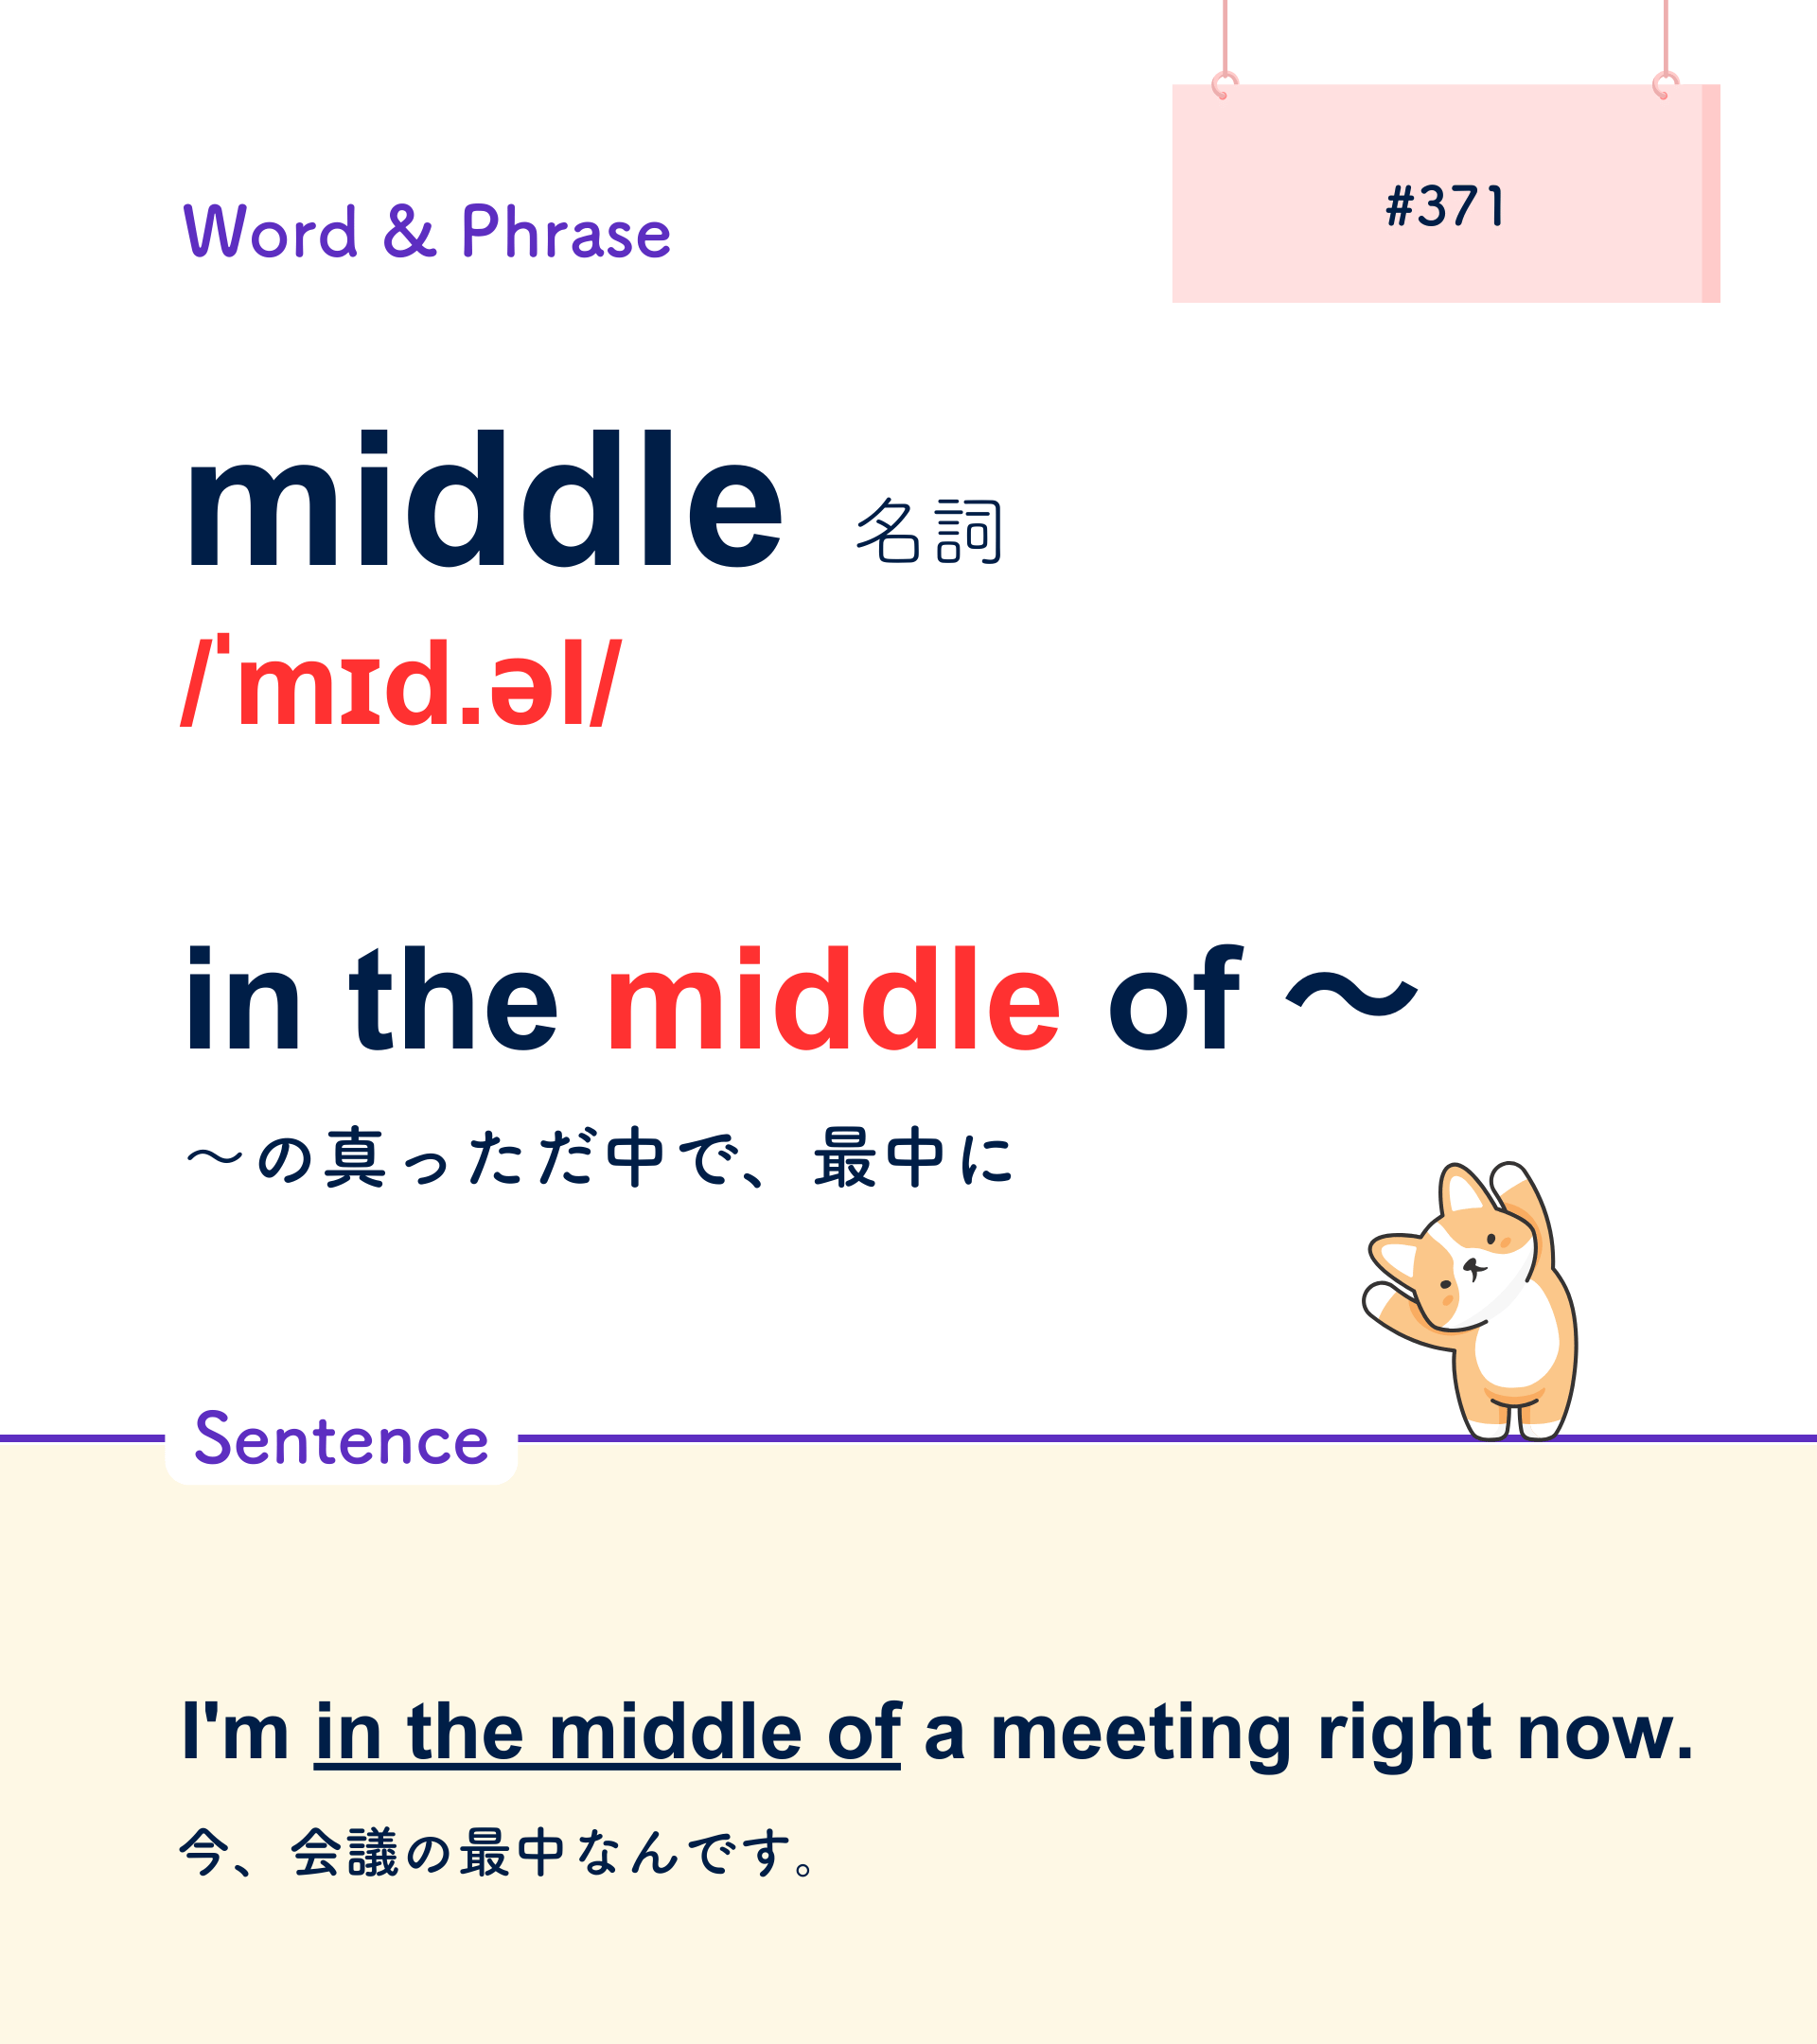 #371
Word & Phrase
middle 名詞
/ˈmɪd.əl/
in the middle of ～
～の真っただ中で、最中に
Sentence
I'm in the middle of a meeting right now.
今、会議の最中なんです。